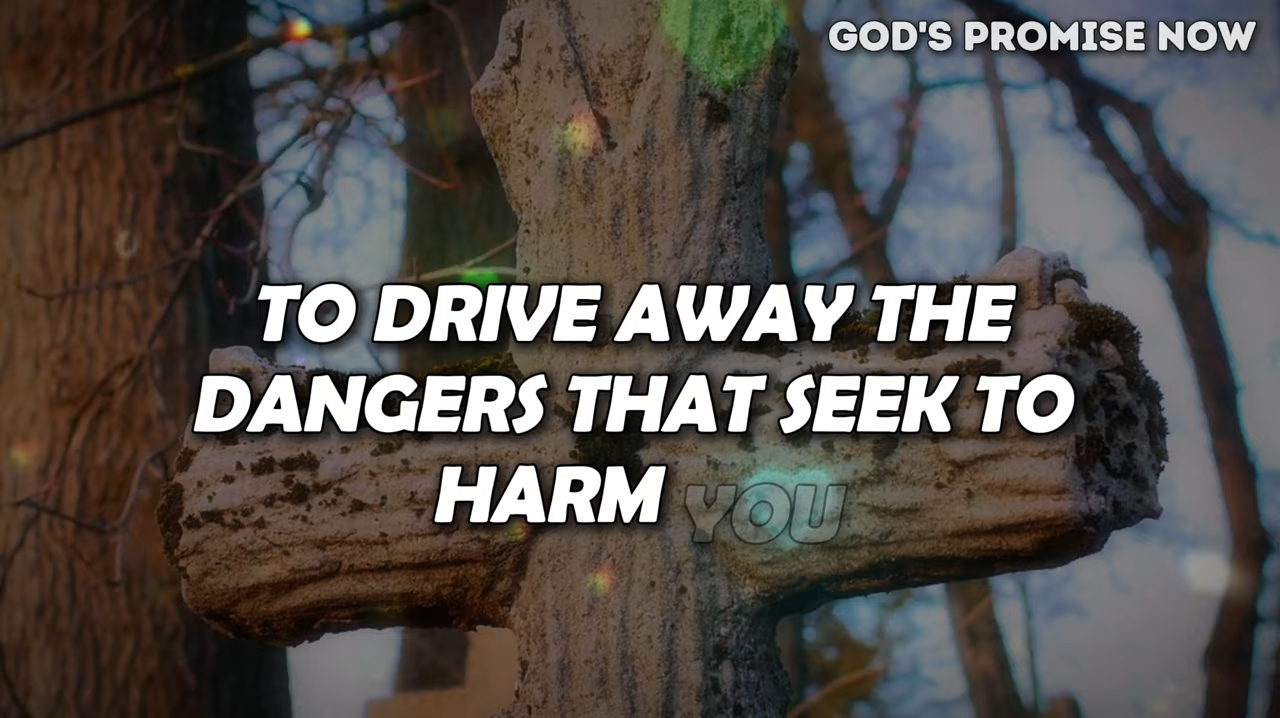 GOD'S PROMISE NOW
TO DRIVE AWAY THE
DANGERS THAT SEEK TO
HARM YOU